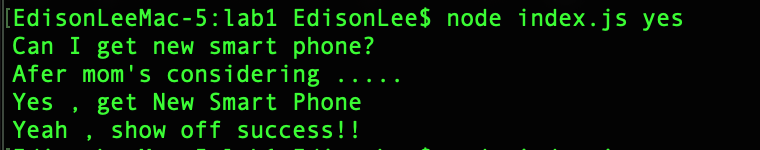 [EdisonLeeMac-5:lab1 EdisonLee$ node index.js yes
Can I get new smart phone?
Afer mom's considering .....
Yes , get New Smart Phone
Yeah , show off success!!